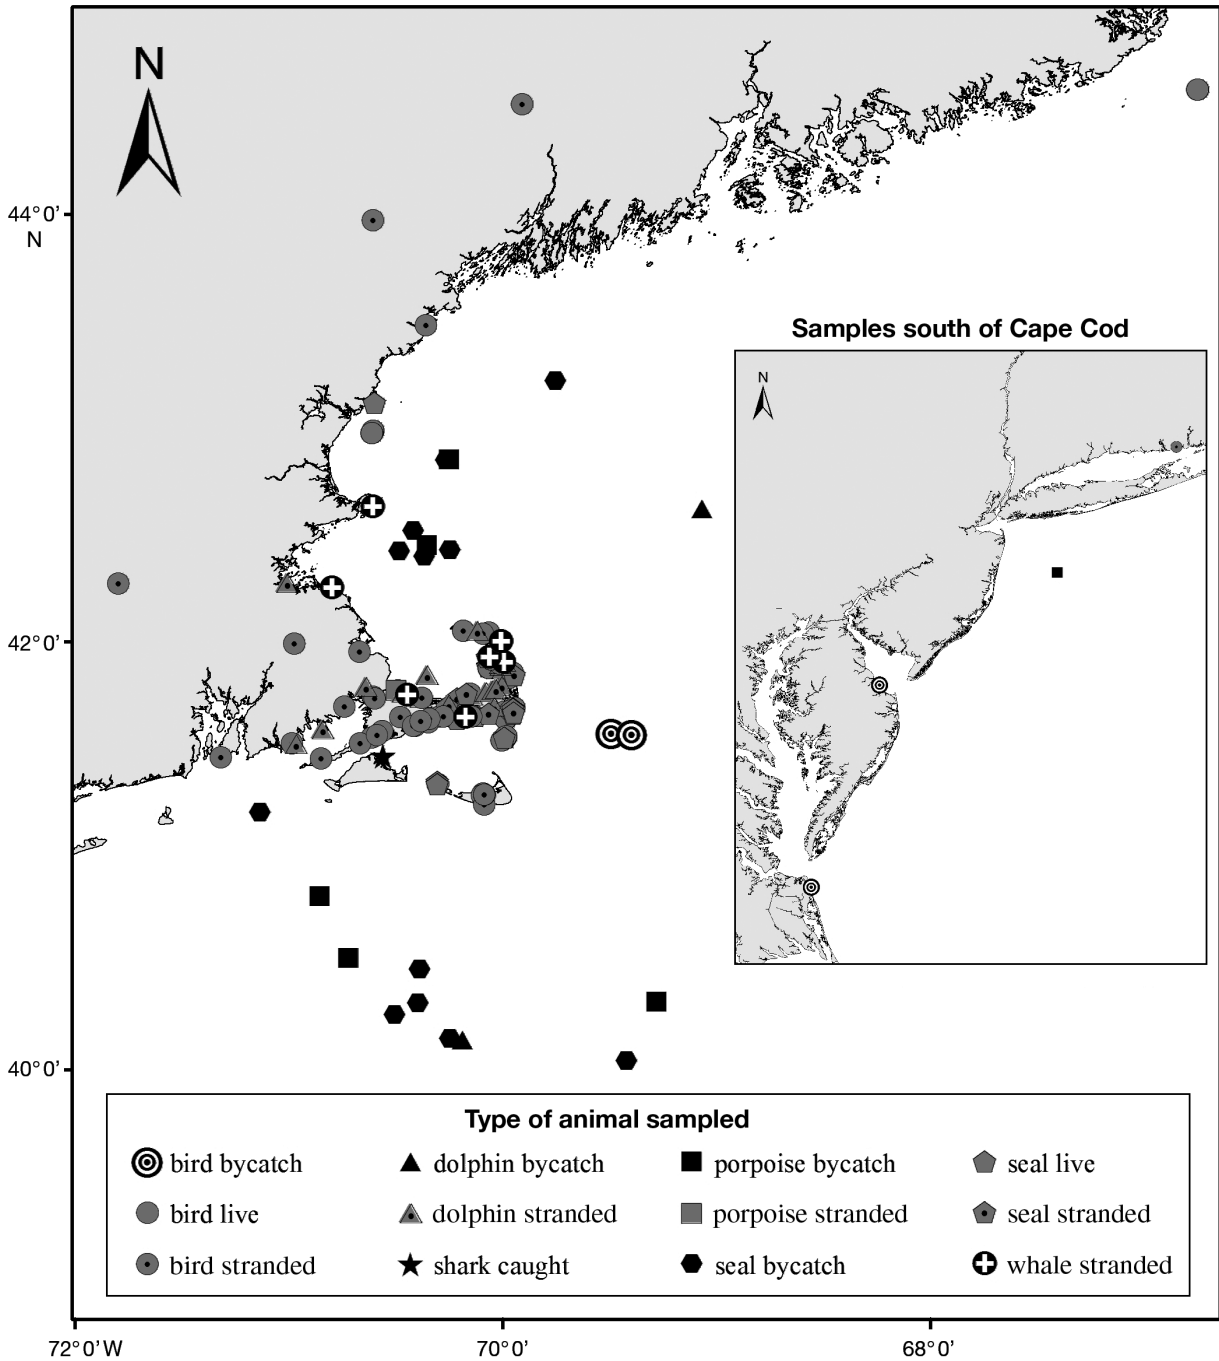 N
44°0'
N
Samples south of Cape Cod
N
42°0'
40°0'
Type of animal sampled
bird bycatch dolphin bycatch porpoise bycatch seal live
bird live dolphin stranded porpoise stranded seal stranded
bird stranded shark caught seal bycatch whale stranded
72°0'W 70°0' 68°0'